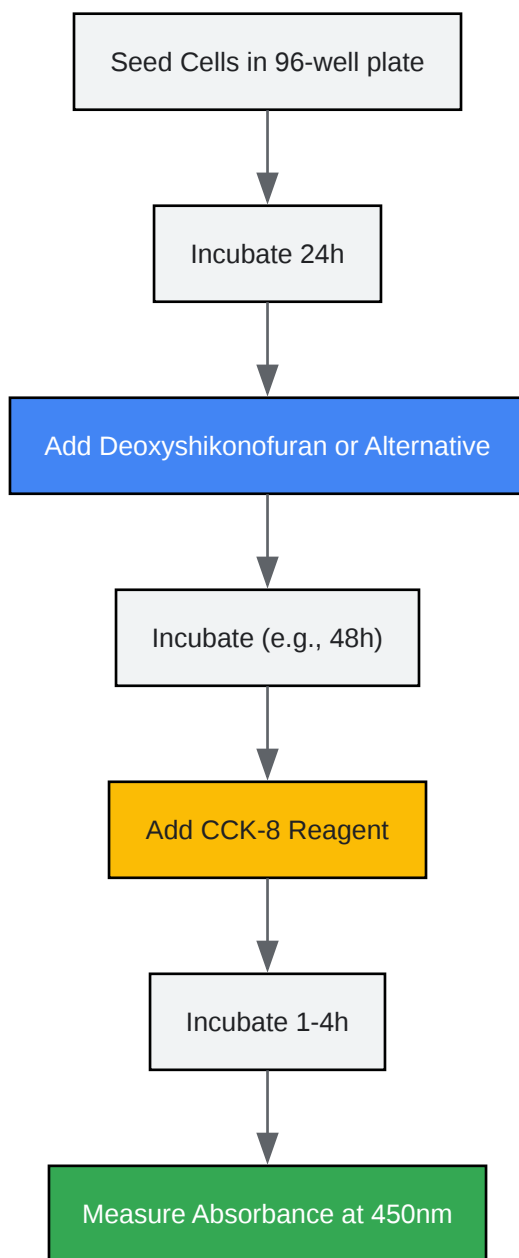 Seed Cells in 96-well plate
Incubate 24h
Add Deoxyshikonofuran or Alternative
Incubate (e.g., 48h)
Add CCK-8 Reagent
Incubate 1-4h
Measure Absorbance at 450nm